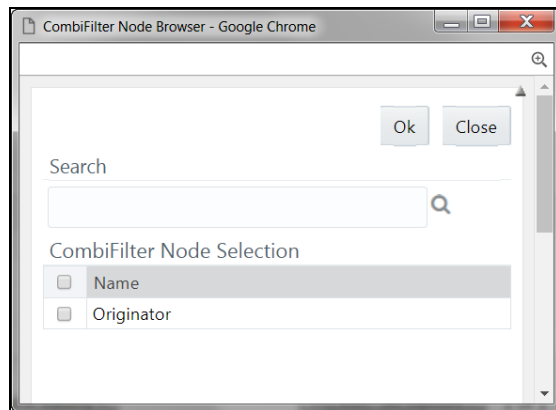 CombiFilter Node Browser - Google Chrome
Ok Close
Search
CombiFilter Node Selection
Name
Originator